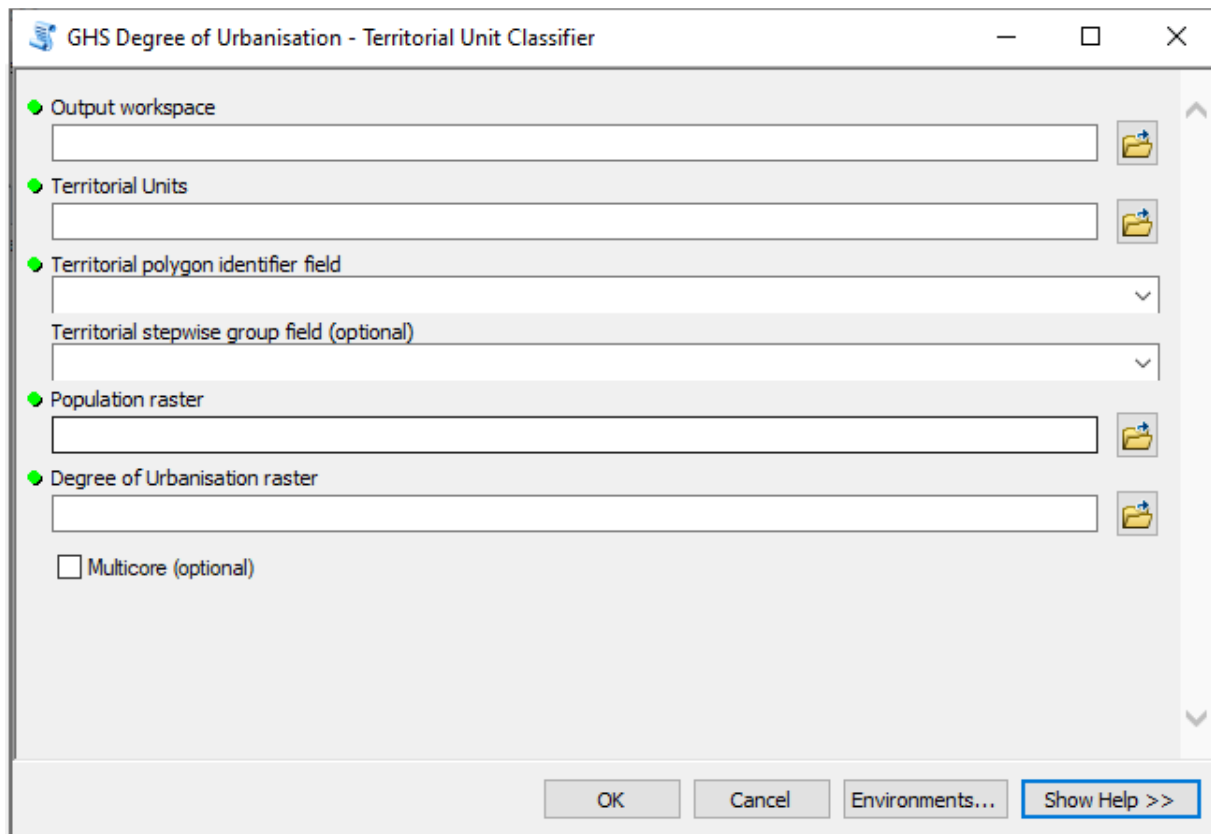 GHS Degree of Urbanisation - Territorial Unit Classifier
Output workspace
Territorial Units
Territorial polygon identifier field
Territorial stepwise group field (optional)
Population raster
Degree of Urbanisation raster
Multicore (optional)
OK Cancel Environments... Show Help >>